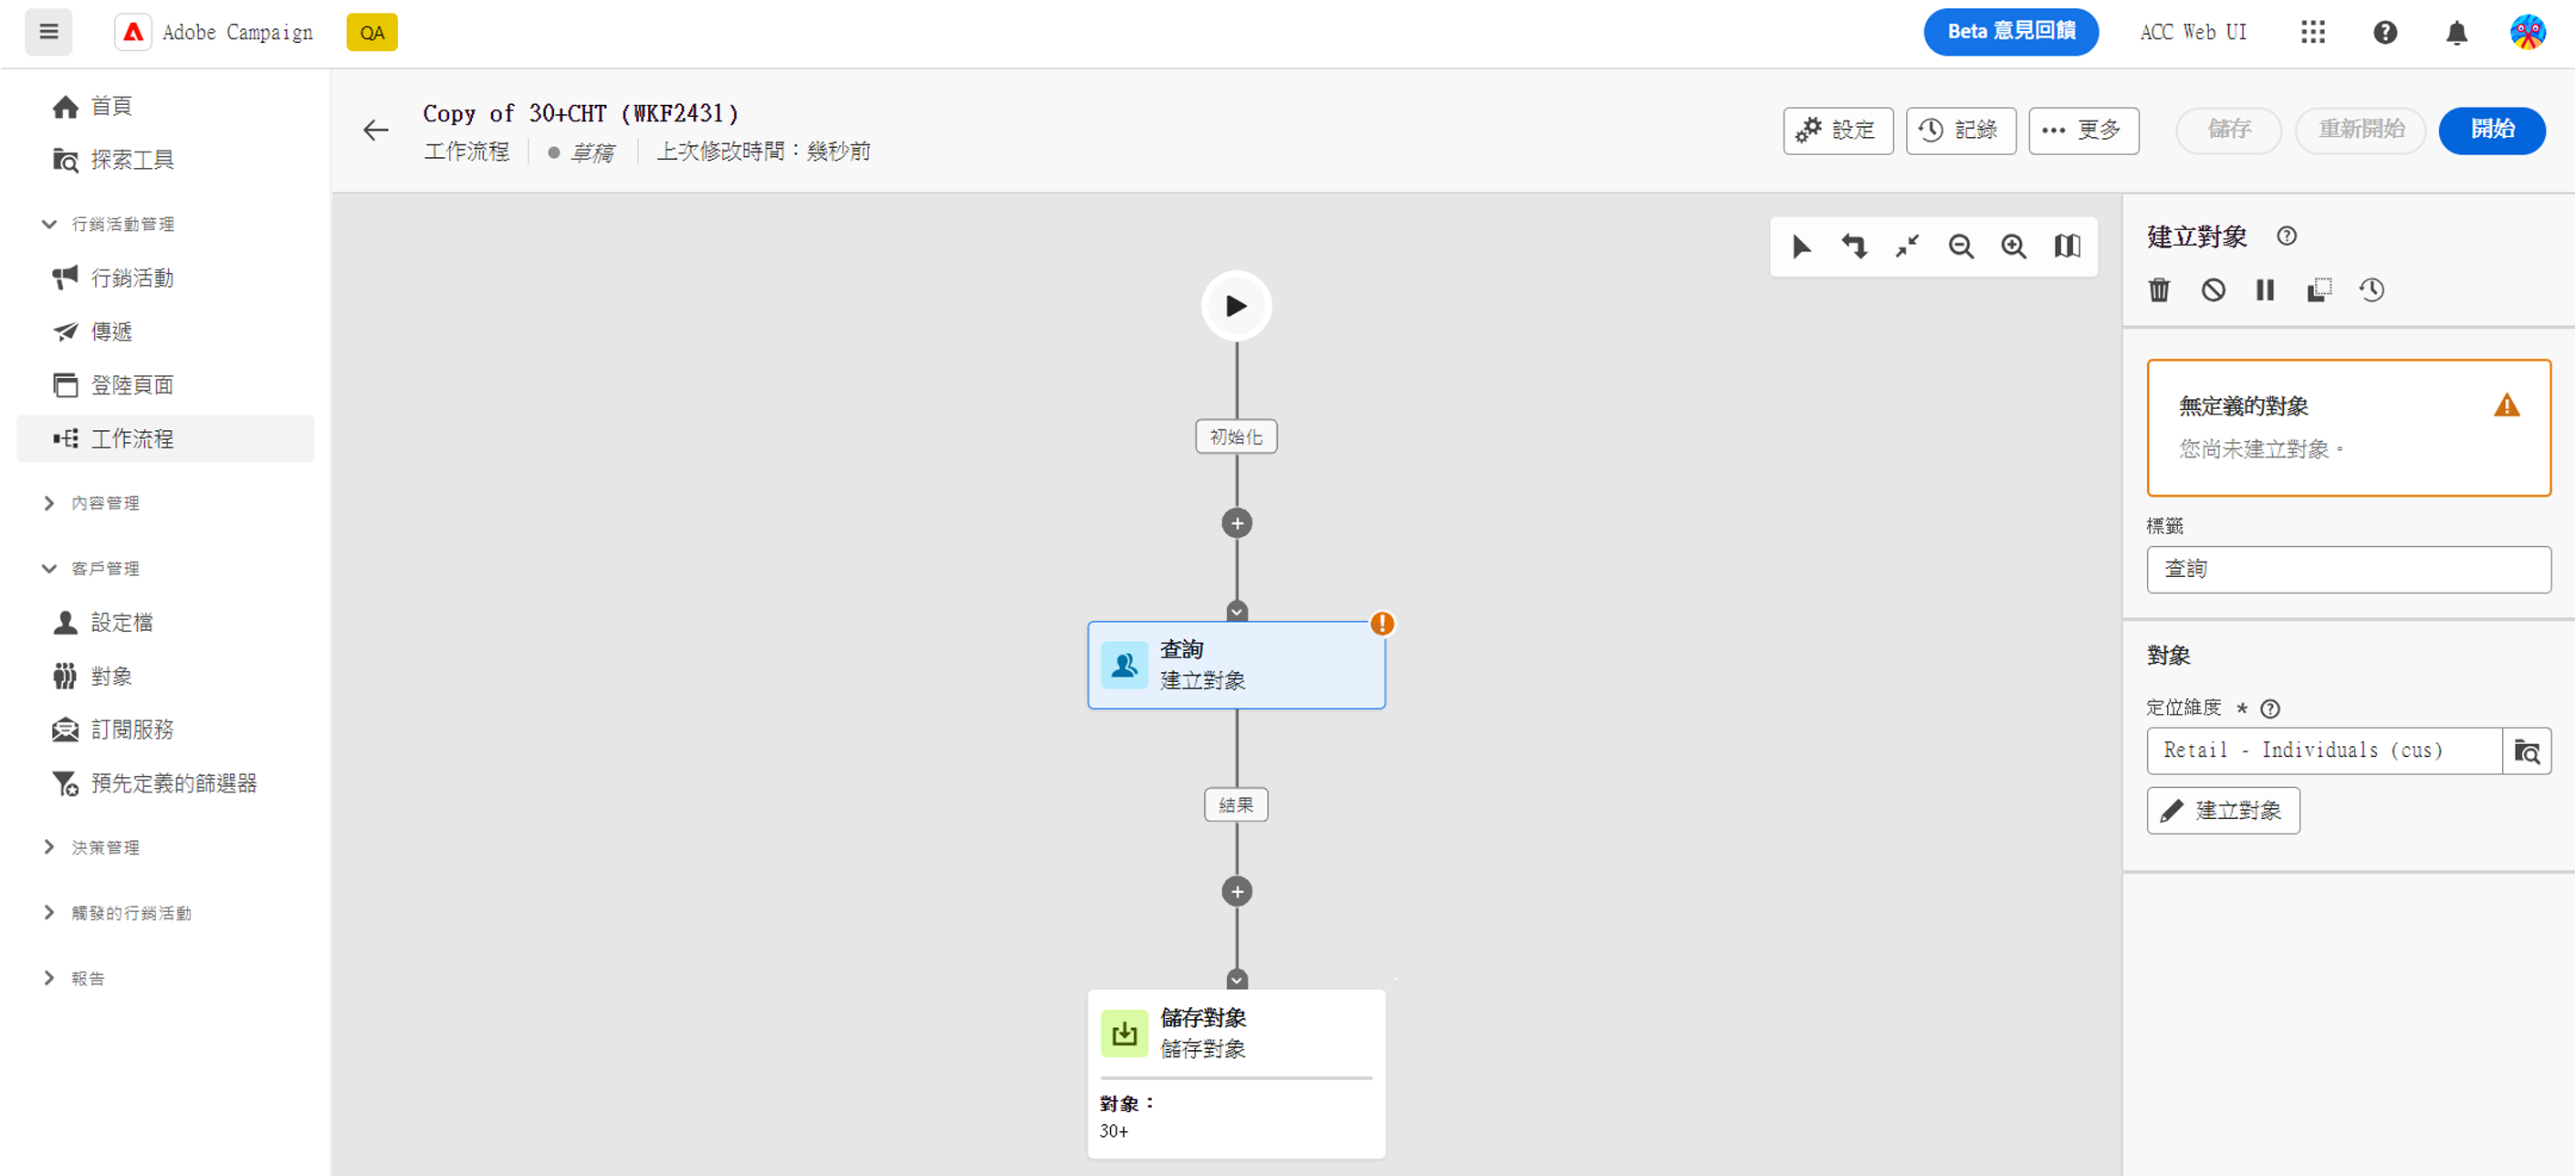 Adobe Campaign
QA
Beta 意見回饋
ACC Web UI
首頁
探索工具
行銷活動管理
行銷活動
傳遞
登陸頁面
工作流程
內容管理
客戶管理
設定檔
對象
訂閱服務
預先定義的篩選器
決策管理
觸發的行銷活動
報告
Copy of 30+CHT (WKF2431)
工作流程
草稿
上次修改時間：幾秒前
設定
記錄
更多
儲存
重新開始
開始
初始化
查詢
建立對象
結果
儲存對象
儲存對象
對象：
30+
建立對象
無定義的對象
您尚未建立對象。
標籤
查詢
對象
定位維度 *
Retail - Individuals (cus)
建立對象